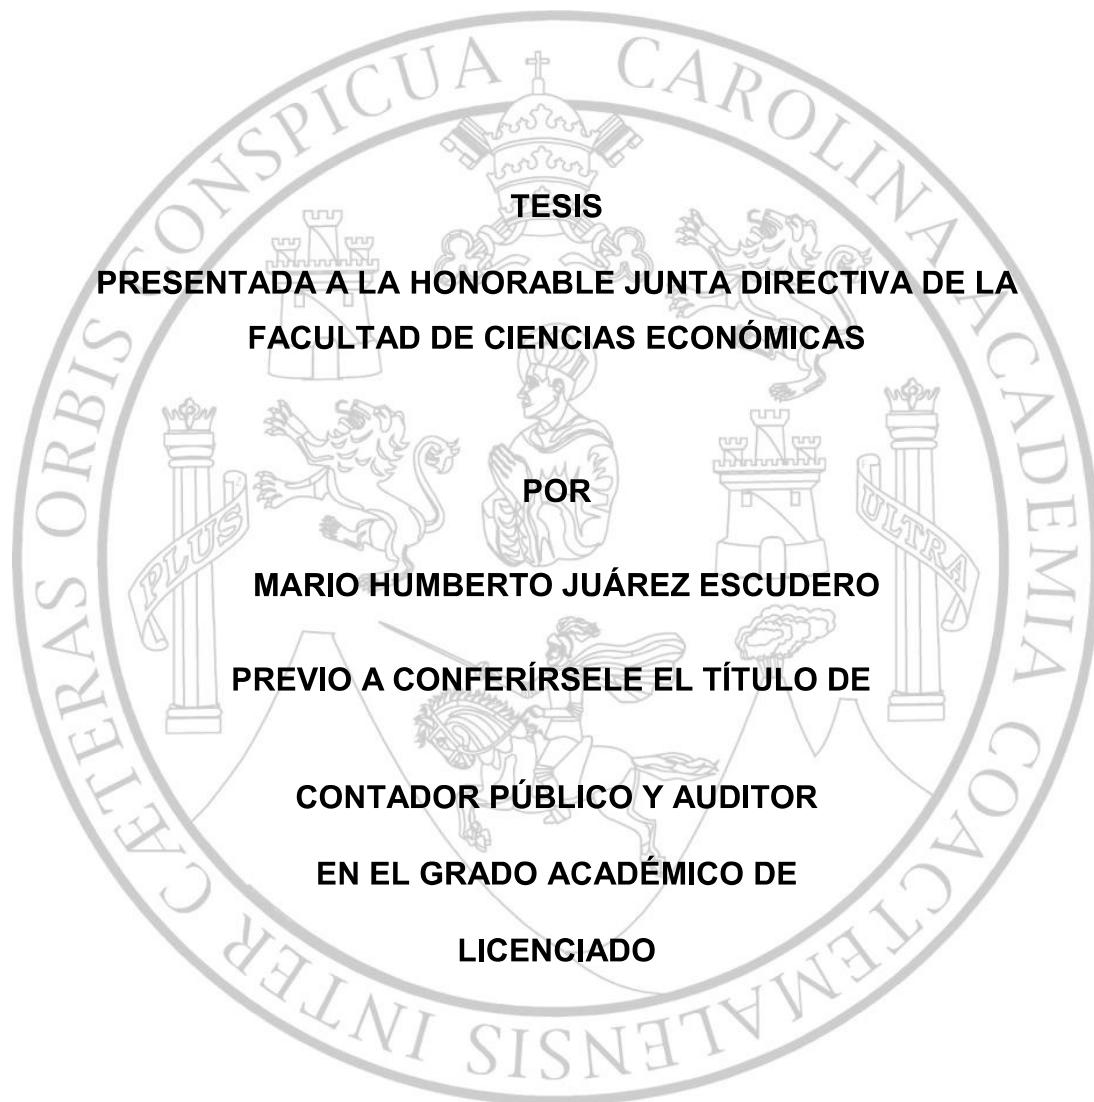 TESIS
PRESENTADA A LA HONORABLE JUNTA DIRECTIVA DE LA
FACULTAD DE CIENCIAS ECONÓMICAS
POR
MARIO HUMBERTO JUÁREZ ESCUDERO
PREVIO A CONFERÍRSELE EL TÍTULO DE
CONTADOR PÚBLICO Y AUDITOR
EN EL GRADO ACADÉMICO DE
LICENCIADO
CÆTERAS ORBIS CONSPICUA CAROLINA ACADEMIA COACTEMALENSIS INTER
PLUS
ULTRA